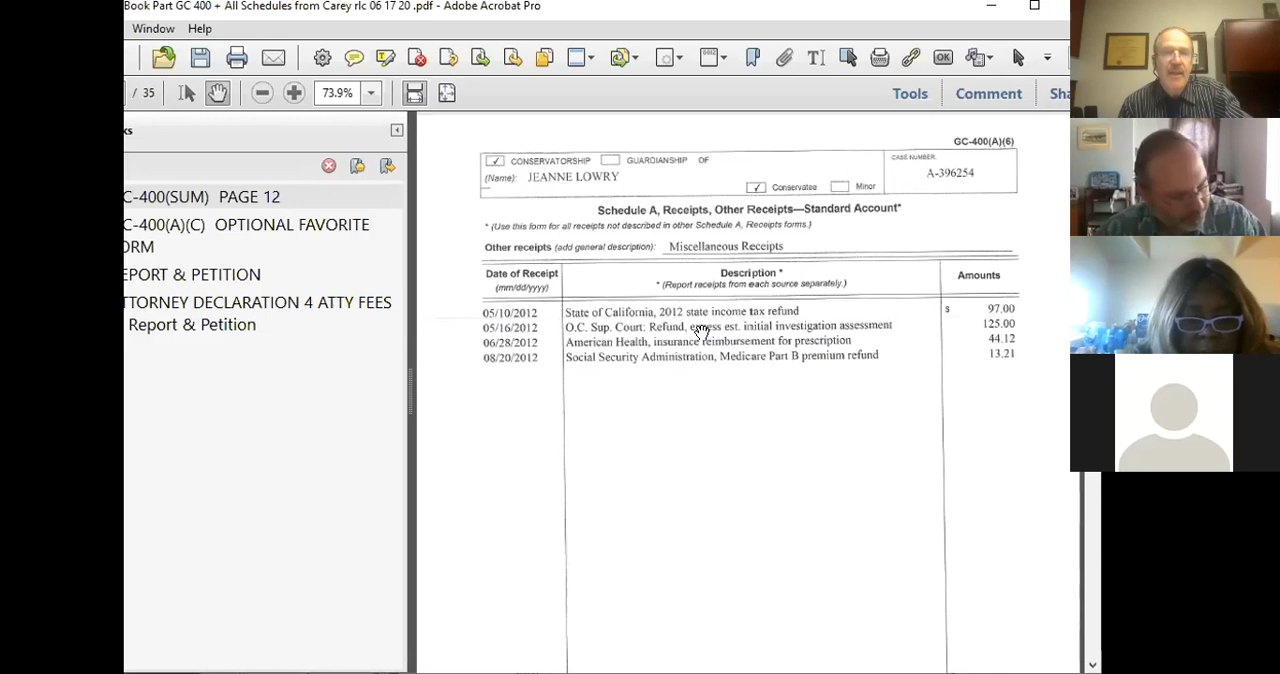 Book Part GC 400 + All Schedules from Carey rlc 06 17 20 .pdf - Adobe Acrobat Pro
Window Help
/ 35
73.9%
Tools Comment Sha
ks
C-400(SUM) PAGE 12
C-400(A)(C) OPTIONAL FAVORITE
ORM
EPORT & PETITION
TTORNEY DECLARATION 4 ATTY FEES
Report & Petition
GC-400(A)(6)
✓ CONSERVATORSHIP GUARDIANSHIP OF
CASE NUMBER:
(Name): JEANNE LOWRY
A-396254
✓ Conservatee Minor
Schedule A, Receipts, Other Receipts—Standard Account*
* (Use this form for all receipts not described in other Schedule A, Receipts forms.)
Other receipts (add general description): Miscellaneous Receipts
Date of Receipt Description * Amounts
(mm/dd/yyyy) * (Report receipts from each source separately.)
05/10/2012 State of California, 2012 state income tax refund $ 97.00
05/16/2012 O.C. Sup. Court: Refund, excess est. initial investigation assessment 125.00
06/28/2012 American Health, insurance reimbursement for prescription 44.12
08/20/2012 Social Security Administration, Medicare Part B premium refund 13.21
OK